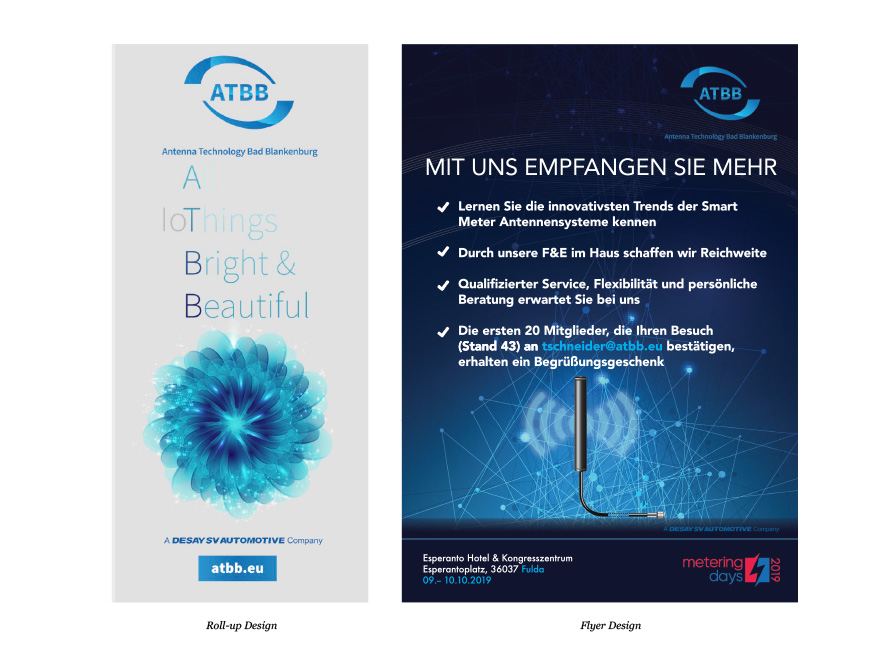 ATBB
Antenna Technology Bad Blankenburg
A
IoThings
Bright &
Beautiful
A DESAY SV AUTOMOTIVE Company
atbb.eu
Roll-up Design
ATBB
Antenna Technology Bad Blankenburg
MIT UNS EMPFANGEN SIE MEHR
Lernen Sie die innovativsten Trends der Smart
Meter Antennensysteme kennen
Durch unsere F&E im Haus schaffen wir Reichweite
Qualifizierter Service, Flexibilität und persönliche
Beratung erwartet Sie bei uns
Die ersten 20 Mitglieder, die Ihren Besuch
(Stand 43) an tschneider@atbb.eu bestätigen,
erhalten ein Begrüßungsgeschenk
A DESAY SV AUTOMOTIVE Company
Esperanto Hotel & Kongresszentrum
Esperantoplatz, 36037 Fulda
09.– 10.10.2019
metering
days
2019
Flyer Design